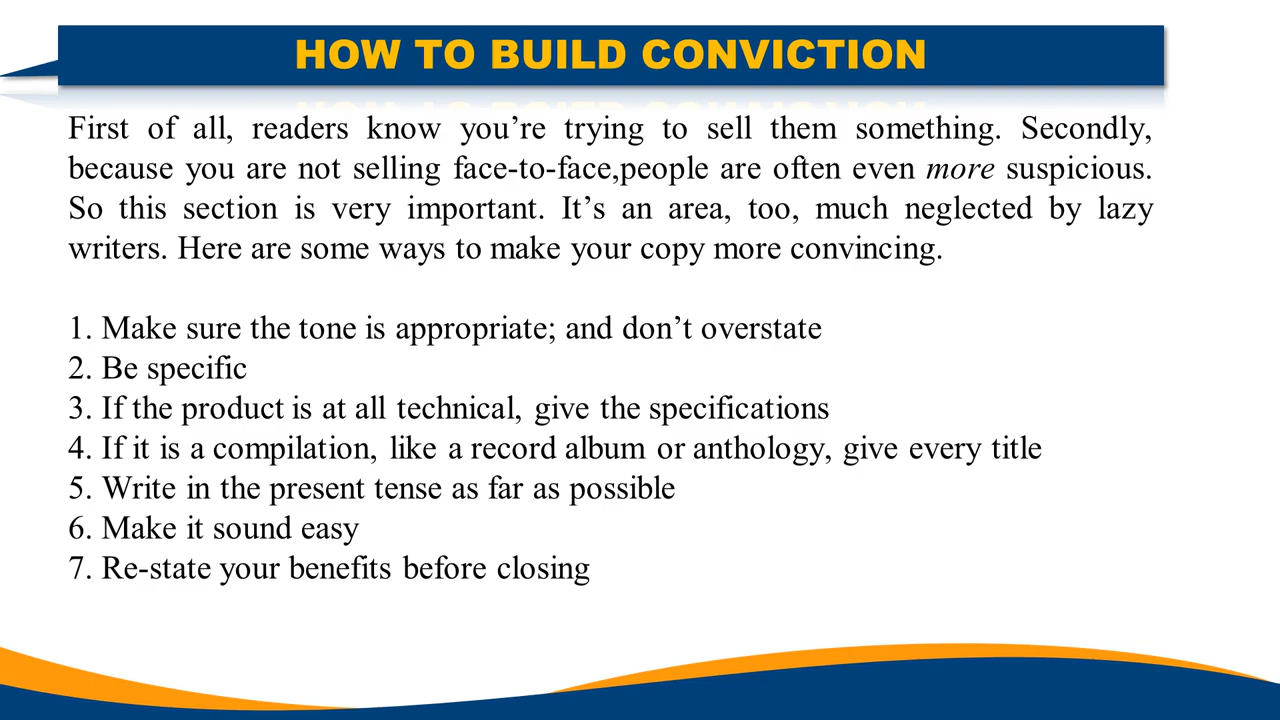 HOW TO BUILD CONVICTION
First of all, readers know you’re trying to sell them something. Secondly,
because you are not selling face-to-face,people are often even more suspicious.
So this section is very important. It’s an area, too, much neglected by lazy
writers. Here are some ways to make your copy more convincing.
1. Make sure the tone is appropriate; and don’t overstate
2. Be specific
3. If the product is at all technical, give the specifications
4. If it is a compilation, like a record album or anthology, give every title
5. Write in the present tense as far as possible
6. Make it sound easy
7. Re-state your benefits before closing